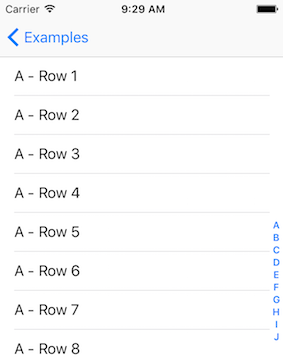 Carrier 9:29 AM
Examples
A - Row 1
A - Row 2
A - Row 3
A - Row 4
A - Row 5
A - Row 6
A - Row 7
A - Row 8
A
B
C
D
E
F
G
H
I
J